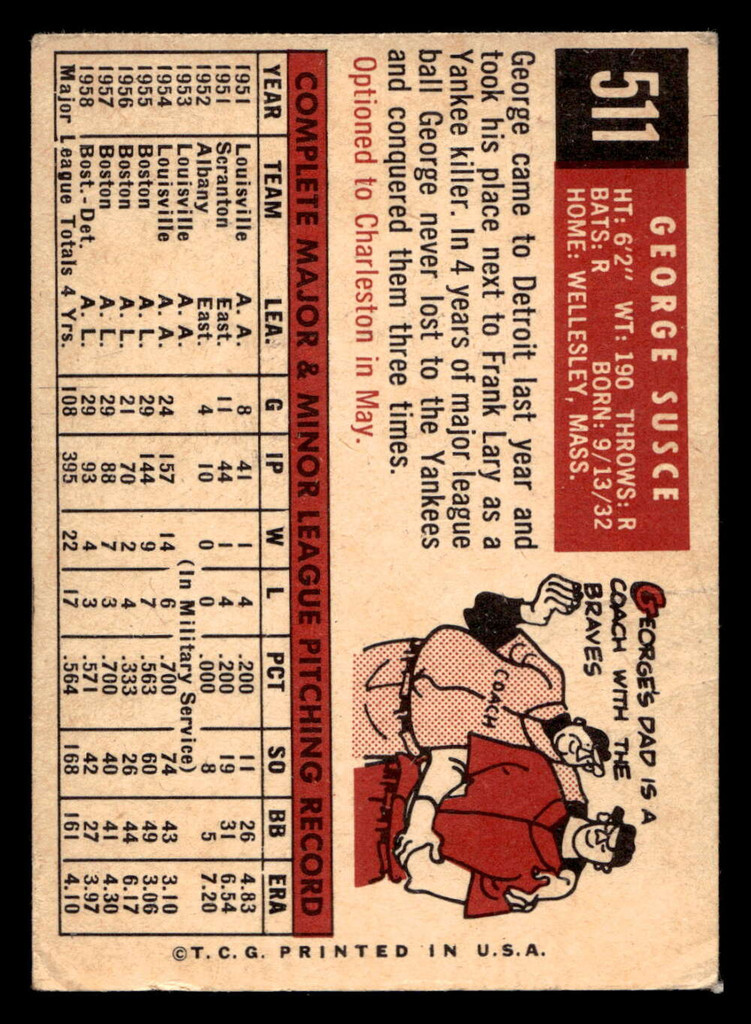 511
GEORGE SUSCE
HT: 6'2" WT: 190 THROWS: R
BATS: R BORN: 9/13/32
HOME: WELLESLEY, MASS.
George came to Detroit last year and
took his place next to Frank Lary as a
Yankee killer. In 4 years of major league
ball George never lost to the Yankees
and conquered them three times.
Optioned to Charleston in May.
GEORGE'S DAD IS A
COACH WITH THE
BRAVES
COACH
COMPLETE MAJOR & MINOR LEAGUE PITCHING RECORD
YEAR TEAM LEA. G IP W L PCT SO BB ERA
1951 Louisville A. A. 8 41 1 4 .200 11 26 4.83
1951 Scranton East. 11 44 1 4 .200 19 31 6.54
1952 Albany East. 4 10 0 0 .000 8 5 7.20
1953 Louisville A. A. (In Military Service)
1954 Louisville A. A. 24 157 14 6 .700 74 43 3.10
1955 Boston A. L. 29 144 9 7 .563 60 49 3.06
1956 Boston A. L. 21 70 2 4 .333 26 44 6.17
1957 Boston A. L. 29 88 7 3 .700 40 41 4.30
1958 Bost.-Det. A. L. 29 93 4 3 .571 42 27 3.97
Major League Totals 4 Yrs. 108 395 22 17 .564 168 161 4.10
©T.C.G. PRINTED IN U.S.A.